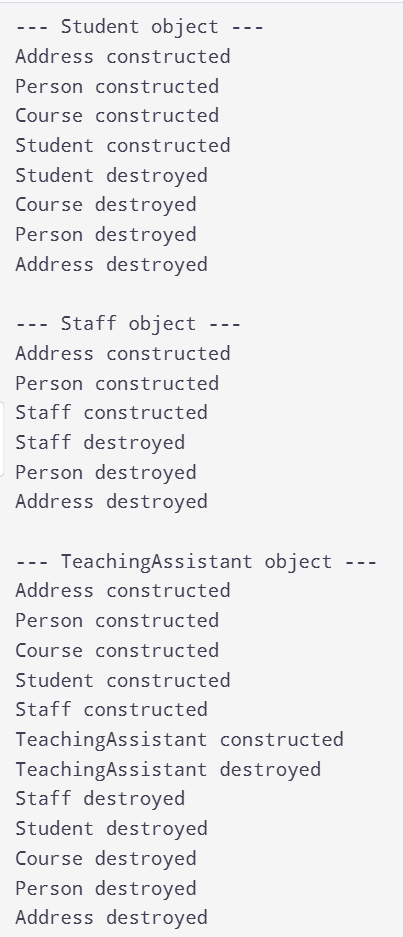 --- Student object ---
Address constructed
Person constructed
Course constructed
Student constructed
Student destroyed
Course destroyed
Person destroyed
Address destroyed

--- Staff object ---
Address constructed
Person constructed
Staff constructed
Staff destroyed
Person destroyed
Address destroyed

--- TeachingAssistant object ---
Address constructed
Person constructed
Course constructed
Student constructed
Staff constructed
TeachingAssistant constructed
TeachingAssistant destroyed
Staff destroyed
Student destroyed
Course destroyed
Person destroyed
Address destroyed